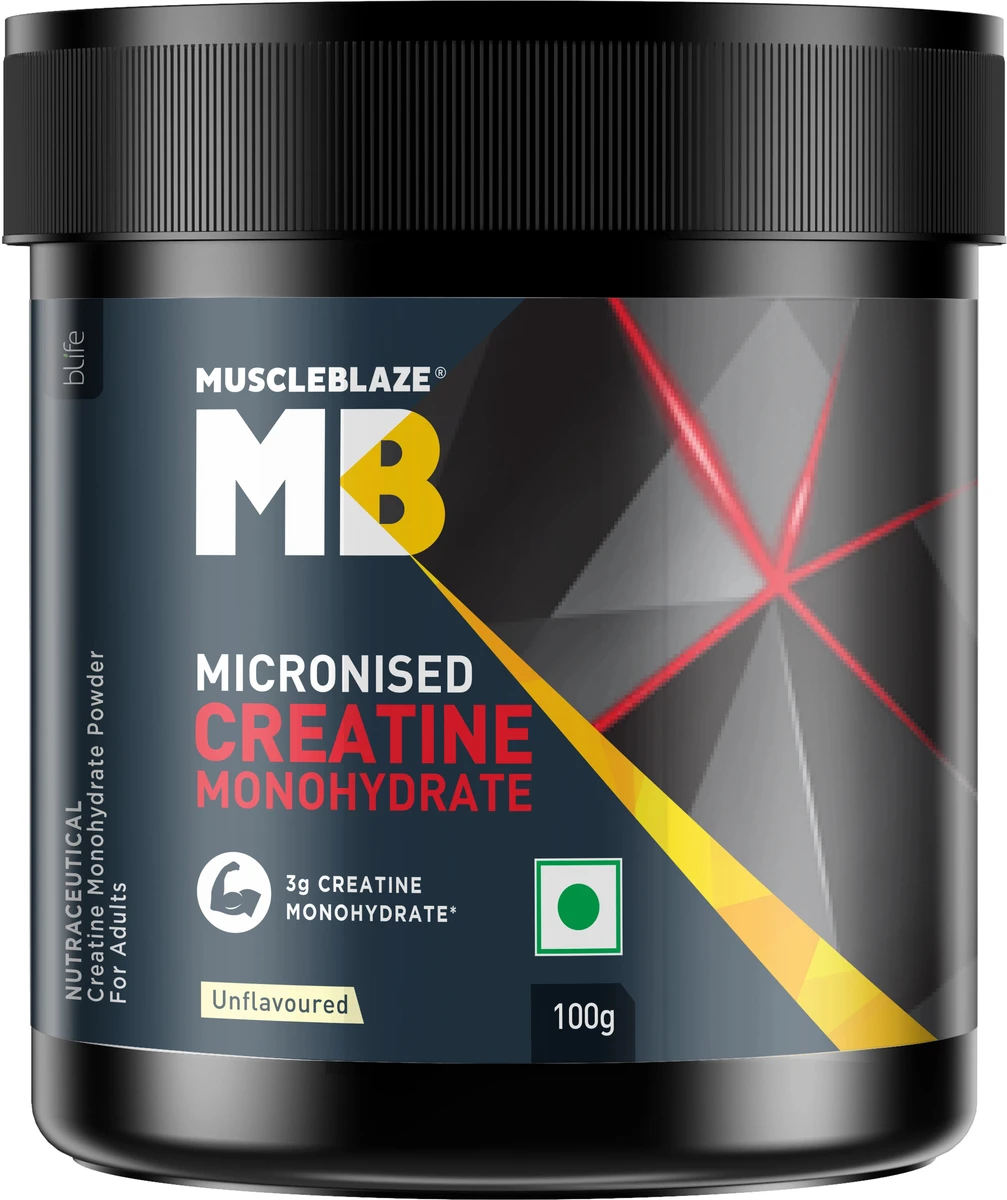 bLife
MUSCLEBLAZE®
MB
MICRONISED
CREATINE
MONOHYDRATE
3g CREATINE
MONOHYDRATE*
Unflavoured
100g
NUTRACEUTICAL
Creatine Monohydrate Powder
For Adults